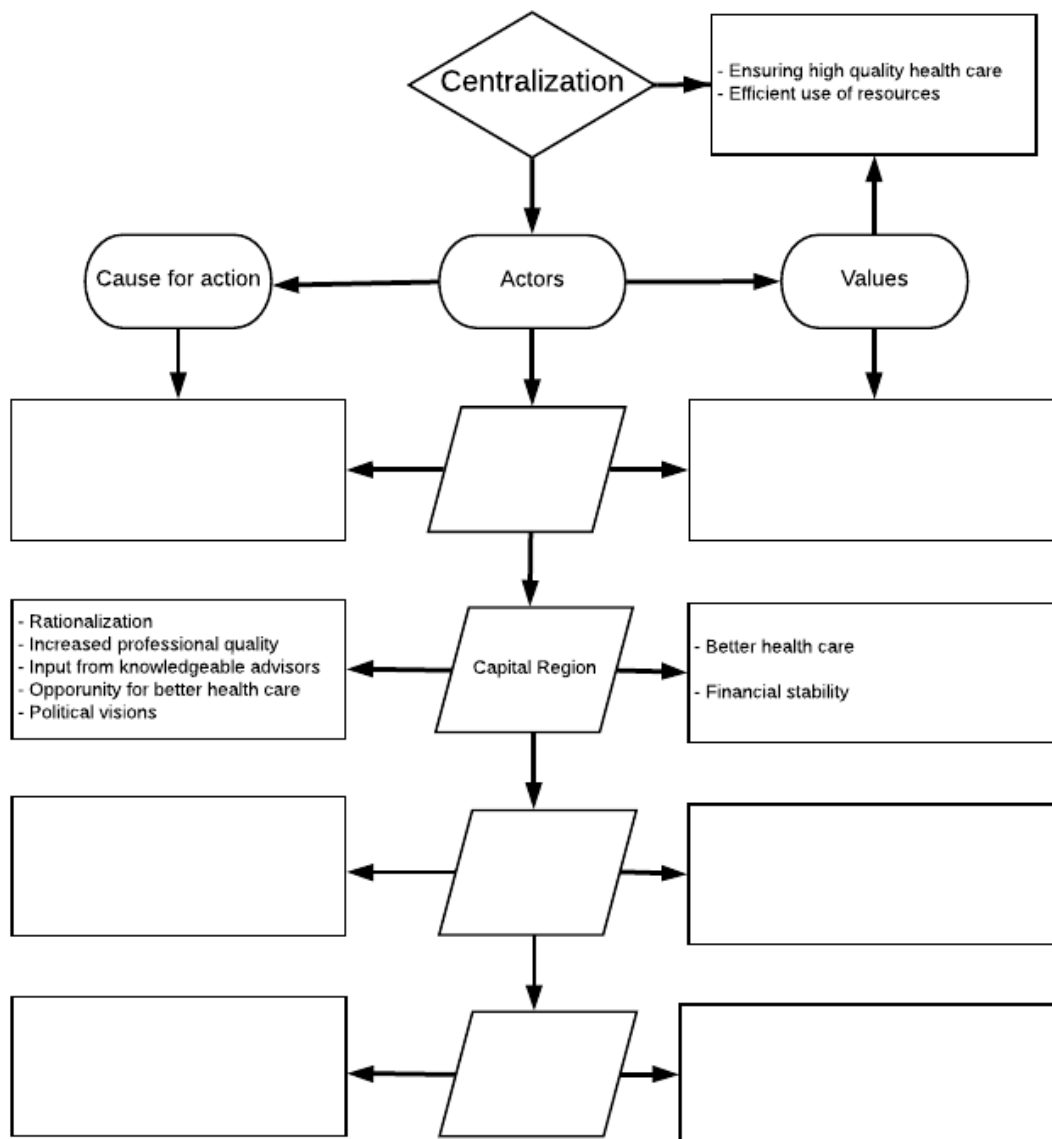 Centralization
- Ensuring high quality health care
- Efficient use of resources
Cause for action
Actors
Values
- Rationalization
- Increased professional quality
- Input from knowledgeable advisors
- Opporunity for better health care
- Political visions
Capital Region
- Better health care
- Financial stability